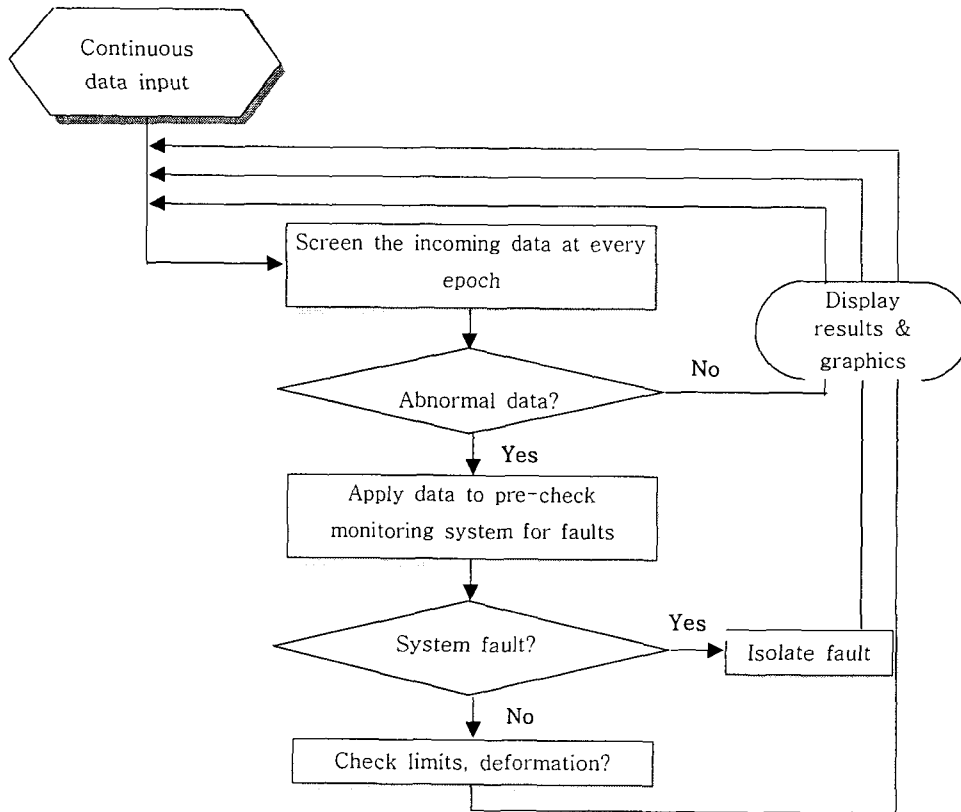 Continuous
data input
Screen the incoming data at every
epoch
Display
results &
graphics
No
Abnormal data?
Yes
Apply data to pre-check
monitoring system for faults
Yes
System fault?
Isolate fault
No
Check limits, deformation?